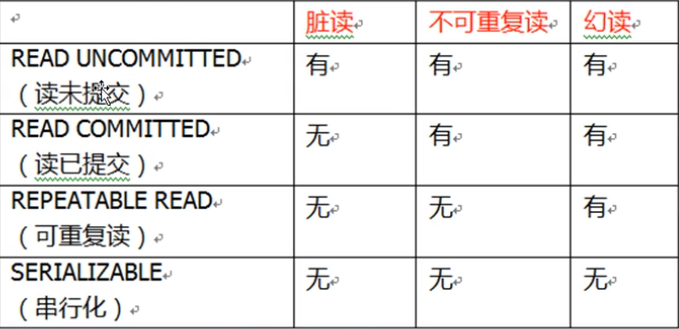 脏读 不可重复读 幻读
READ UNCOMMITTED 有 有 有
（读未提交）
READ COMMITTED 无 有 有
（读已提交）
REPEATABLE READ 无 无 有
（可重复读）
SERIALIZABLE 无 无 无
（串行化）